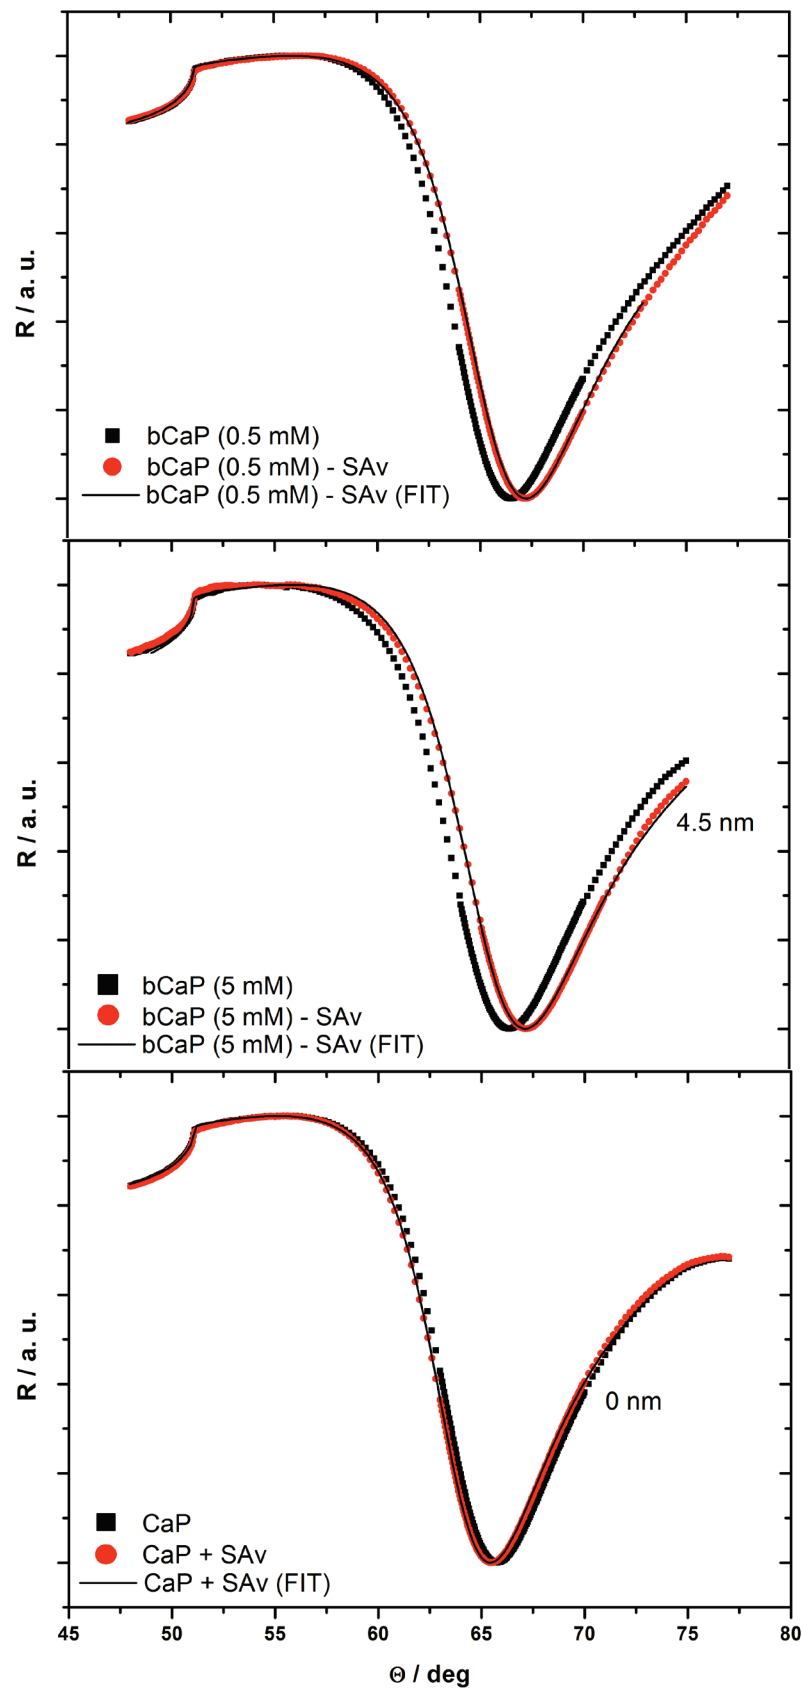 R / a. u.
bCaP (0.5 mM)
bCaP (0.5 mM) - SAv
bCaP (0.5 mM) - SAv (FIT)
R / a. u.
4.5 nm
bCaP (5 mM)
bCaP (5 mM) - SAv
bCaP (5 mM) - SAv (FIT)
R / a. u.
0 nm
CaP
CaP + SAv
CaP + SAv (FIT)
45 50 55 60 65 70 75 80
Θ / deg